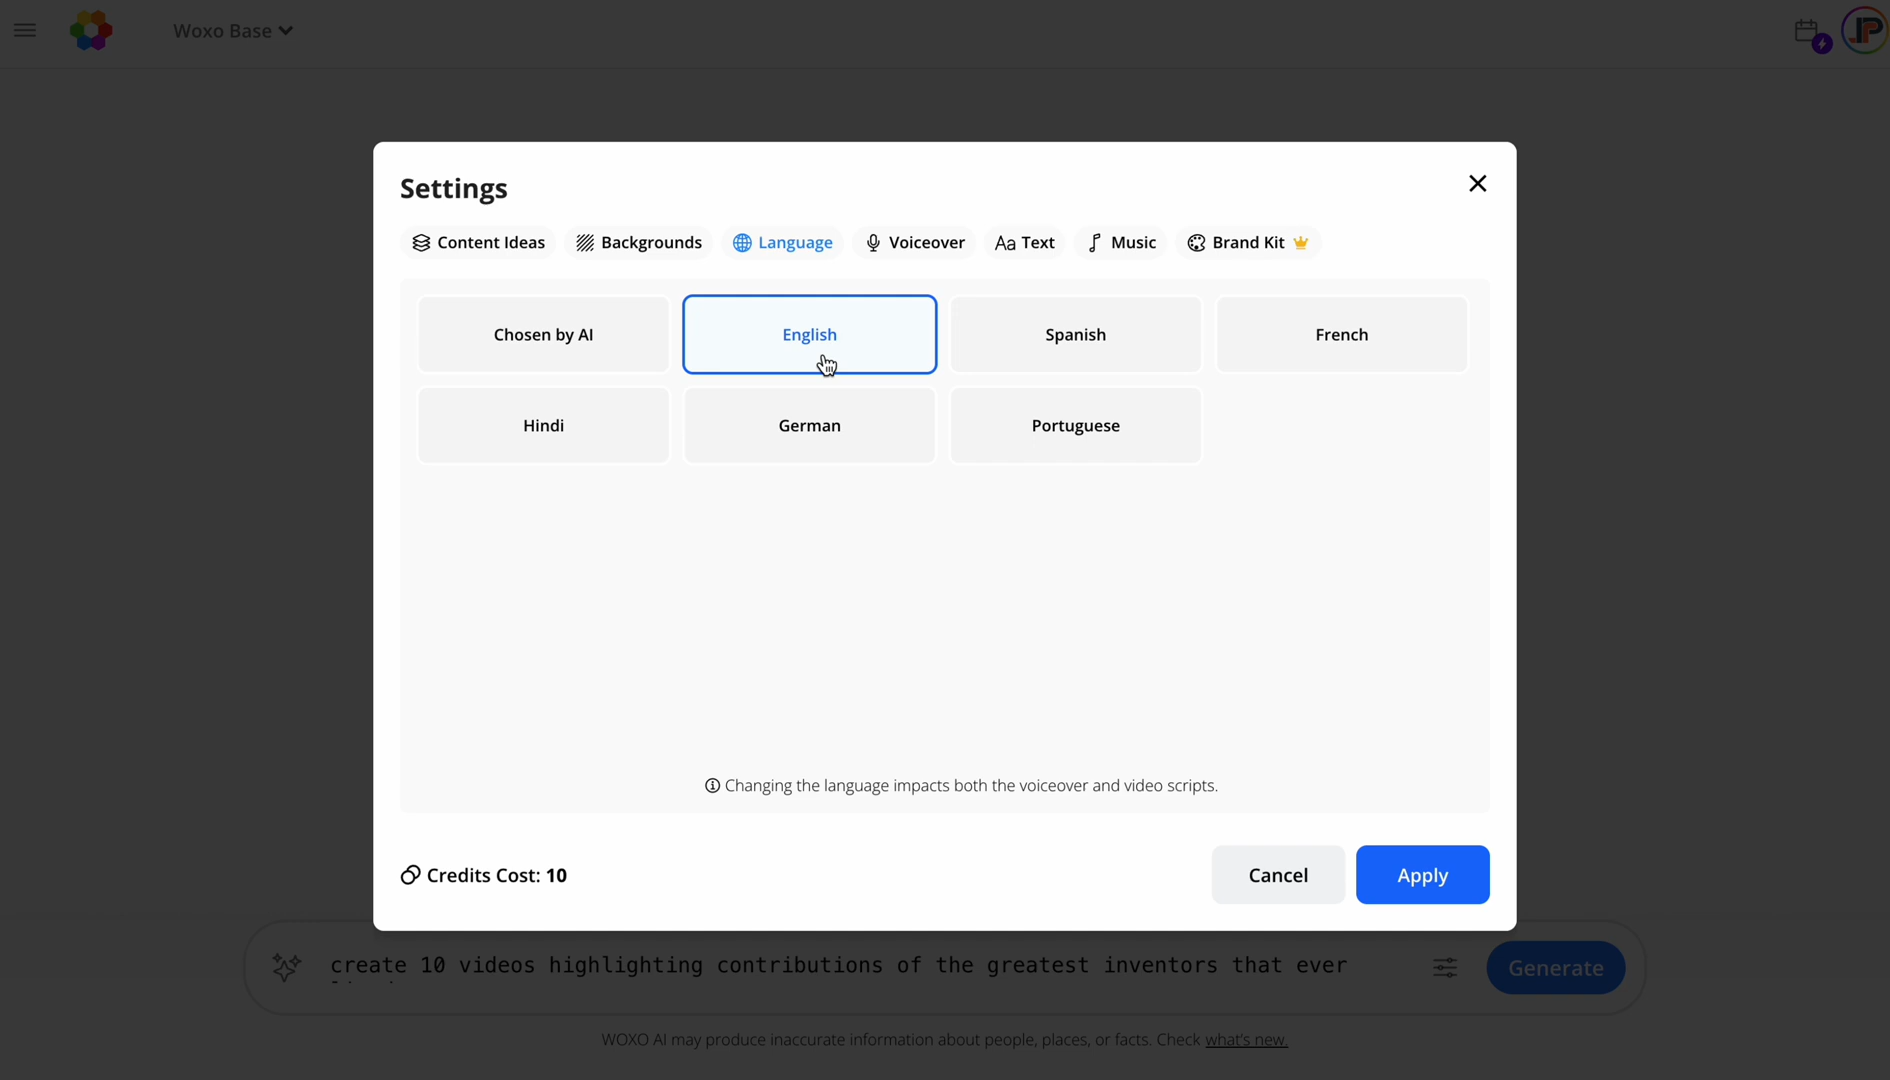 Woxo Base
JP
Settings
Content Ideas
Backgrounds
Language
Voiceover
Aa Text
Music
Brand Kit
Chosen by AI
English
Spanish
French
Hindi
German
Portuguese
Changing the language impacts both the voiceover and video scripts.
Credits Cost: 10
Cancel
Apply
create 10 videos highlighting contributions of the greatest inventors that ever
Generate
WOXO AI may produce inaccurate information about people, places, or facts. Check what's new.